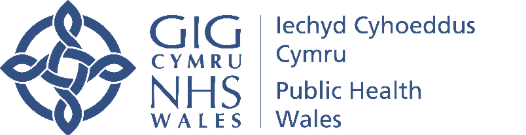 GIG
CYMRU
NHS
WALES
Iechyd Cyhoeddus
Cymru
Public Health
Wales